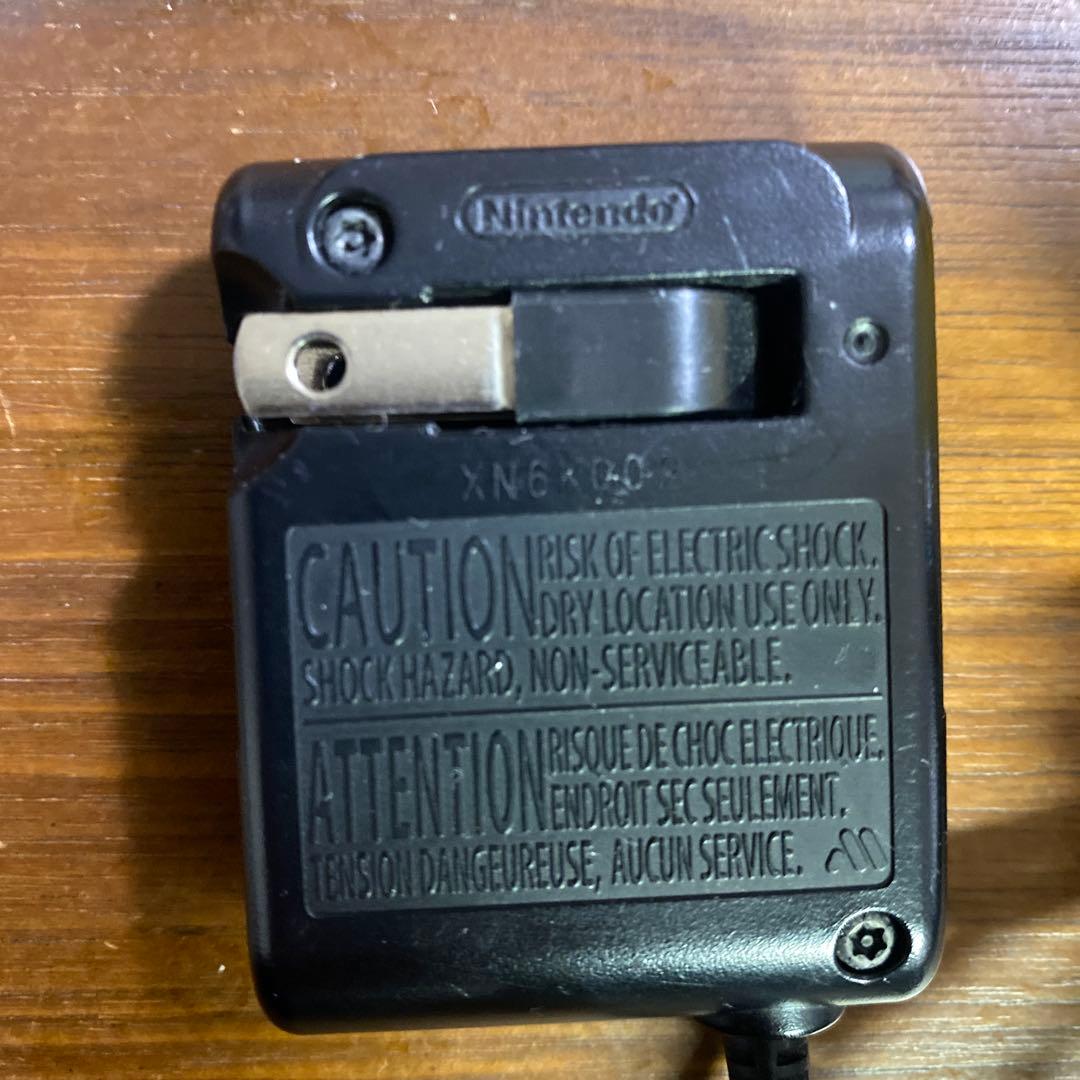 Nintendo®
CAUTION RISK OF ELECTRIC SHOCK.
DRY LOCATION USE ONLY.
SHOCK HAZARD, NON-SERVICEABLE.
ATTENTION RISQUE DE CHOC ELECTRIQUE.
ENDROIT SEC SEULEMENT.
TENSION DANGEUREUSE, AUCUN SERVICE.